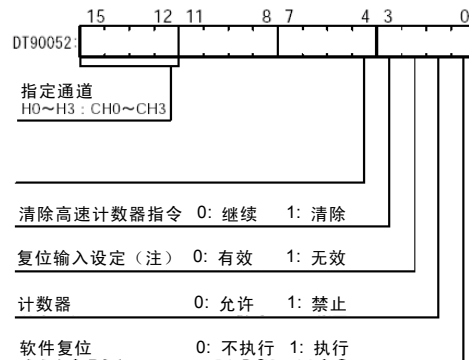 15 12 11 8 7 4 3 0
DT90052:
指定通道
H0～H3 : CH0～CH3
清除高速计数器指令 0: 继续 1: 清除
复位输入设定（注） 0: 有效 1: 无效
计数器 0: 允许 1: 禁止
软件复位 0: 不执行 1: 执行